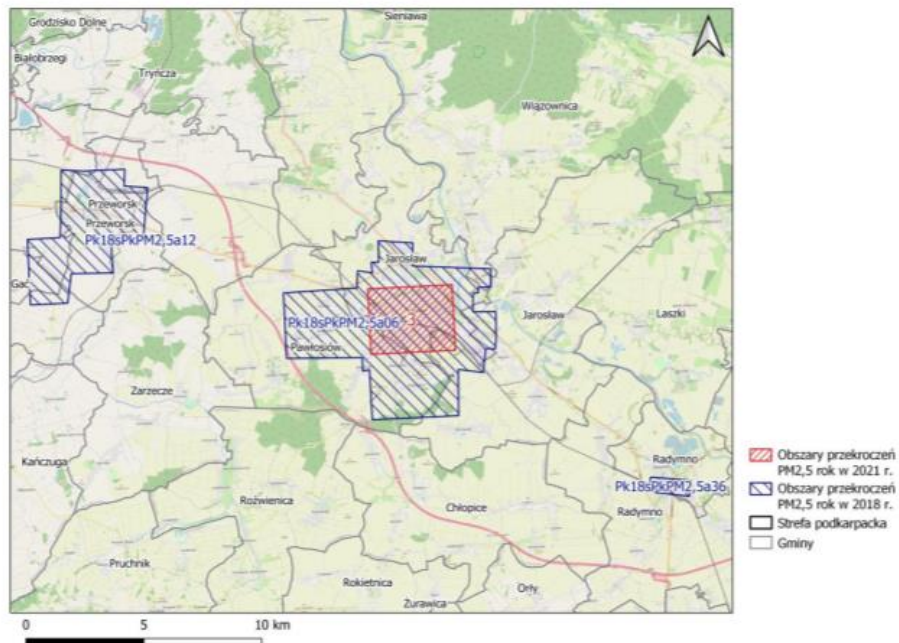 Sieniawa
Grodzisko Dolne
Białobrzegi
Tryńcza
Wiązownica
Przeworsk
Przeworsk
Pk18sPkPM2,5a12
Jarosław
Gać
Pk18sPkPM2,5a06
3
Jarosław
Laszki
Pawłosiów
Zarzecze
Kańczuga
Radymno
Pk18sPkPM2,5a36
Roźwienica
Chłopice
Radymno
Pruchnik
Rokietnica
Orły
Żurawica
Obszary przekroczeń
PM2,5 rok w 2021 r.
Obszary przekroczeń
PM2,5 rok w 2018 r.
Strefa podkarpacka
Gminy
0 5 10 km